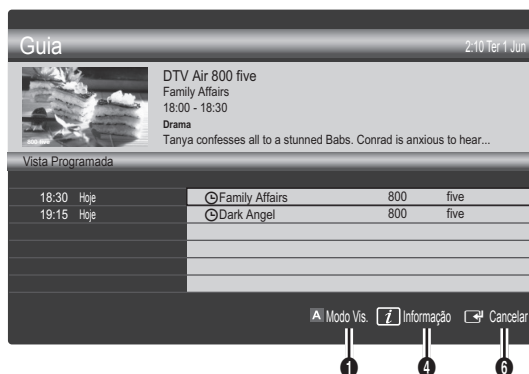 Guia 2:10 Ter 1 Jun
DTV Air 800 five
Family Affairs
18:00 - 18:30
Drama
Tanya confesses all to a stunned Babs. Conrad is anxious to hear...
800 five
Vista Programada
18:30 Hoje Family Affairs 800 five
19:15 Hoje Dark Angel 800 five
A Modo Vis. i Informação Cancelar
1 4 6